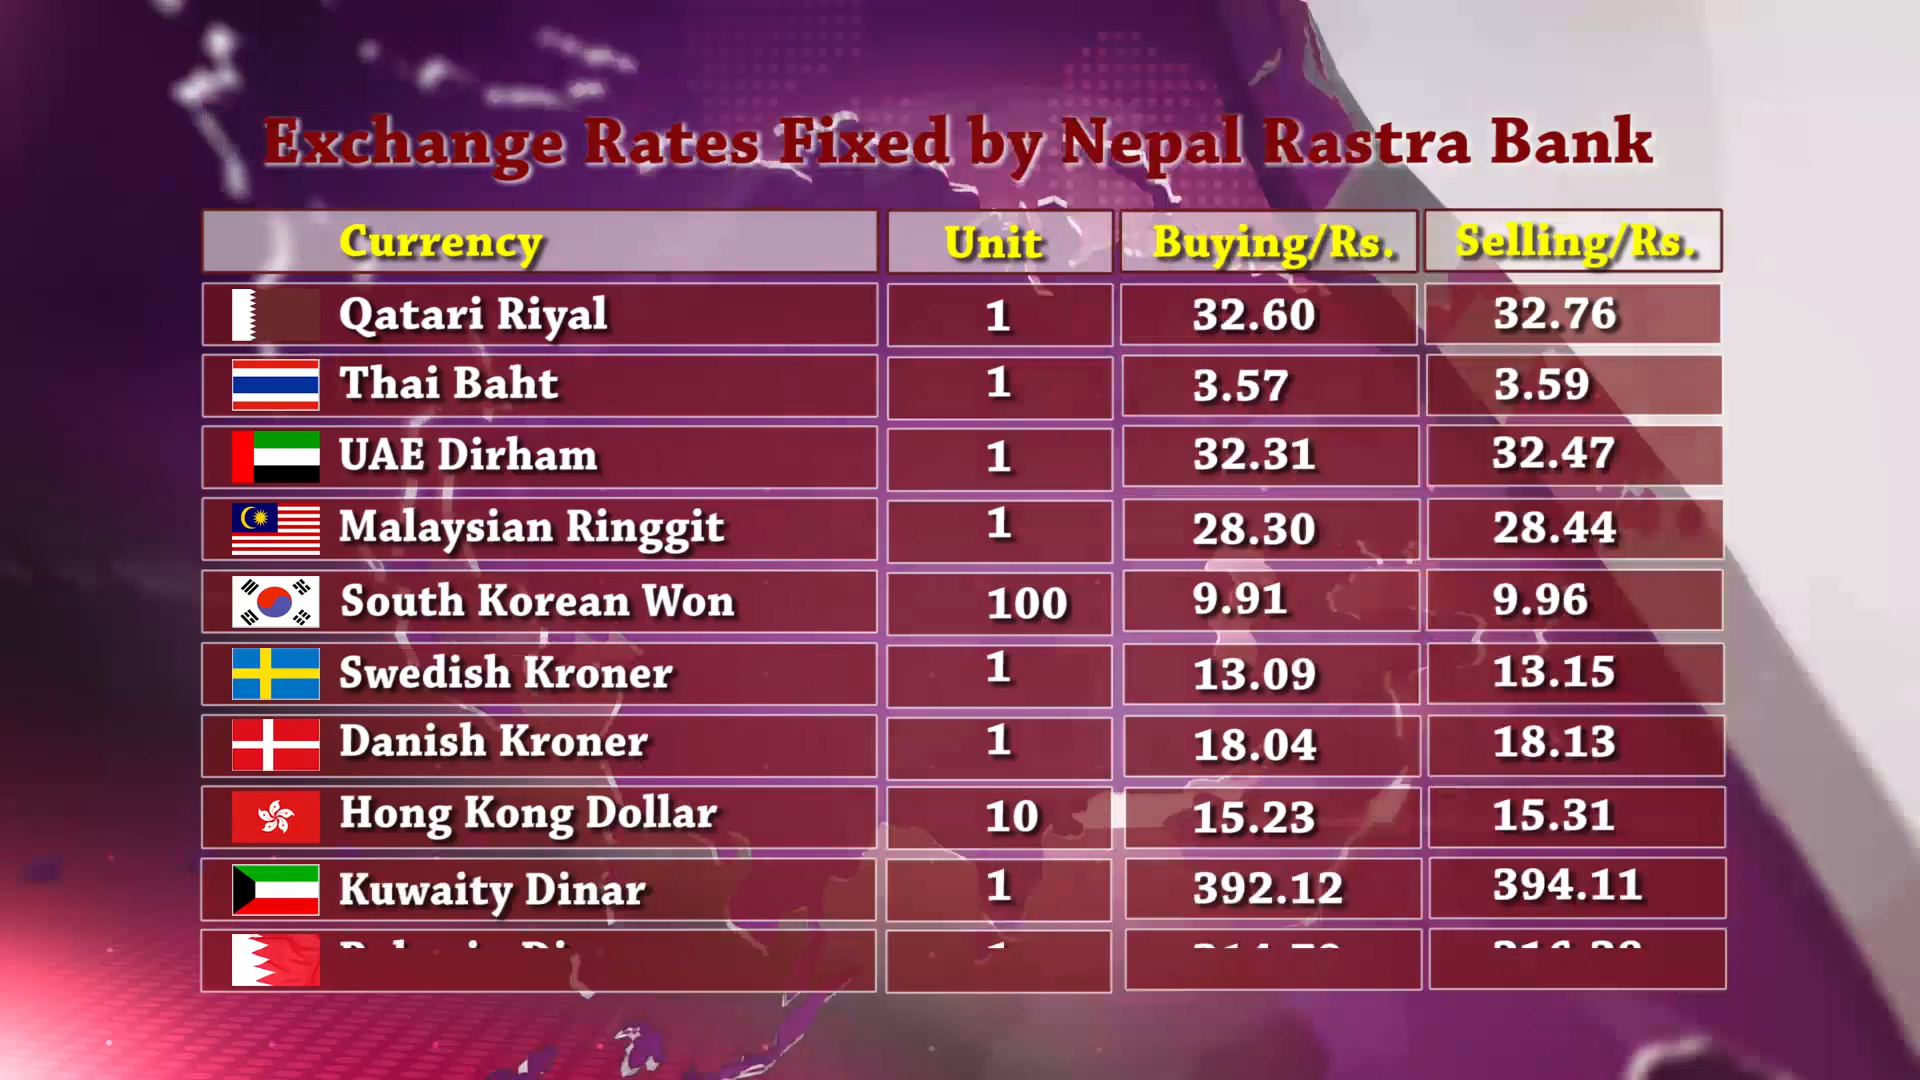 Exchange Rates Fixed by Nepal Rastra Bank
Currency Unit Buying/Rs. Selling/Rs.
Qatari Riyal 1 32.60 32.76
Thai Baht 1 3.57 3.59
UAE Dirham 1 32.31 32.47
Malaysian Ringgit 1 28.30 28.44
South Korean Won 100 9.91 9.96
Swedish Kroner 1 13.09 13.15
Danish Kroner 1 18.04 18.13
Hong Kong Dollar 10 15.23 15.31
Kuwaity Dinar 1 392.12 394.11